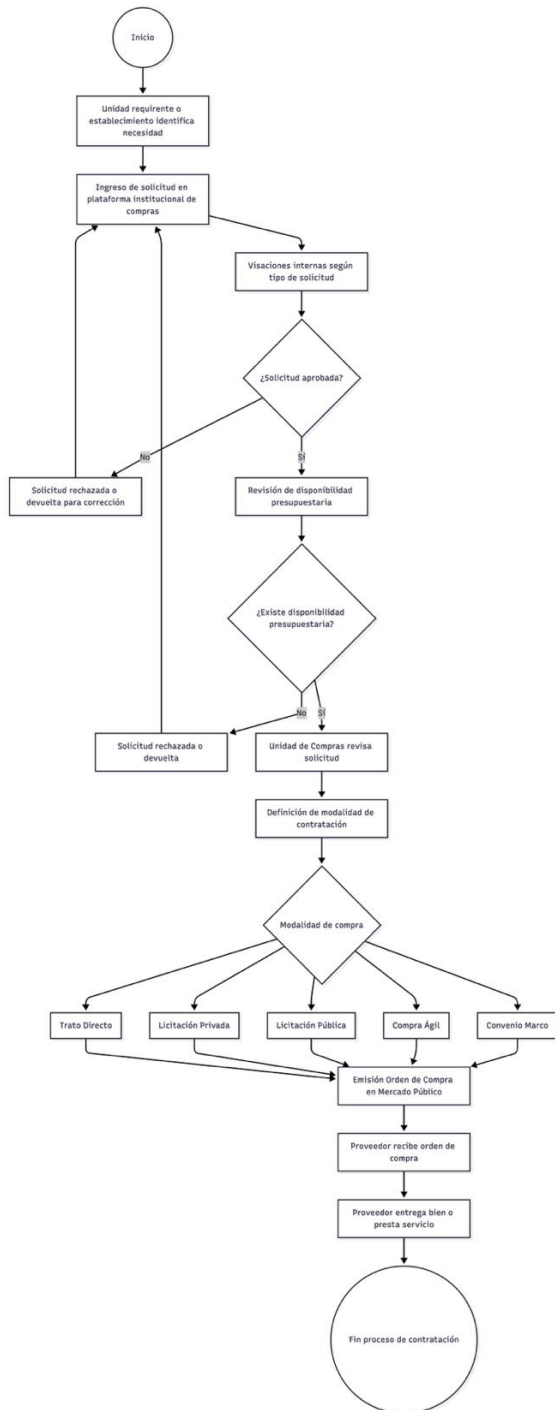 Inicio
Unidad requirente o
establecimiento identifica
necesidad
Ingreso de solicitud en
plataforma institucional de
compras
Visaciones internas según
tipo de solicitud
¿Solicitud aprobada?
No
Sí
Solicitud rechazada o
devuelta para corrección
Revisión de disponibilidad
presupuestaria
¿Existe disponibilidad
presupuestaria?
No
Sí
Solicitud rechazada o
devuelta
Unidad de Compras revisa
solicitud
Definición de modalidad de
contratación
Modalidad de compra
Trato Directo
Licitación Privada
Licitación Pública
Compra Ágil
Convenio Marco
Emisión Orden de Compra
en Mercado Público
Proveedor recibe orden de
compra
Proveedor entrega bien o
presta servicio
Fin proceso de contratación